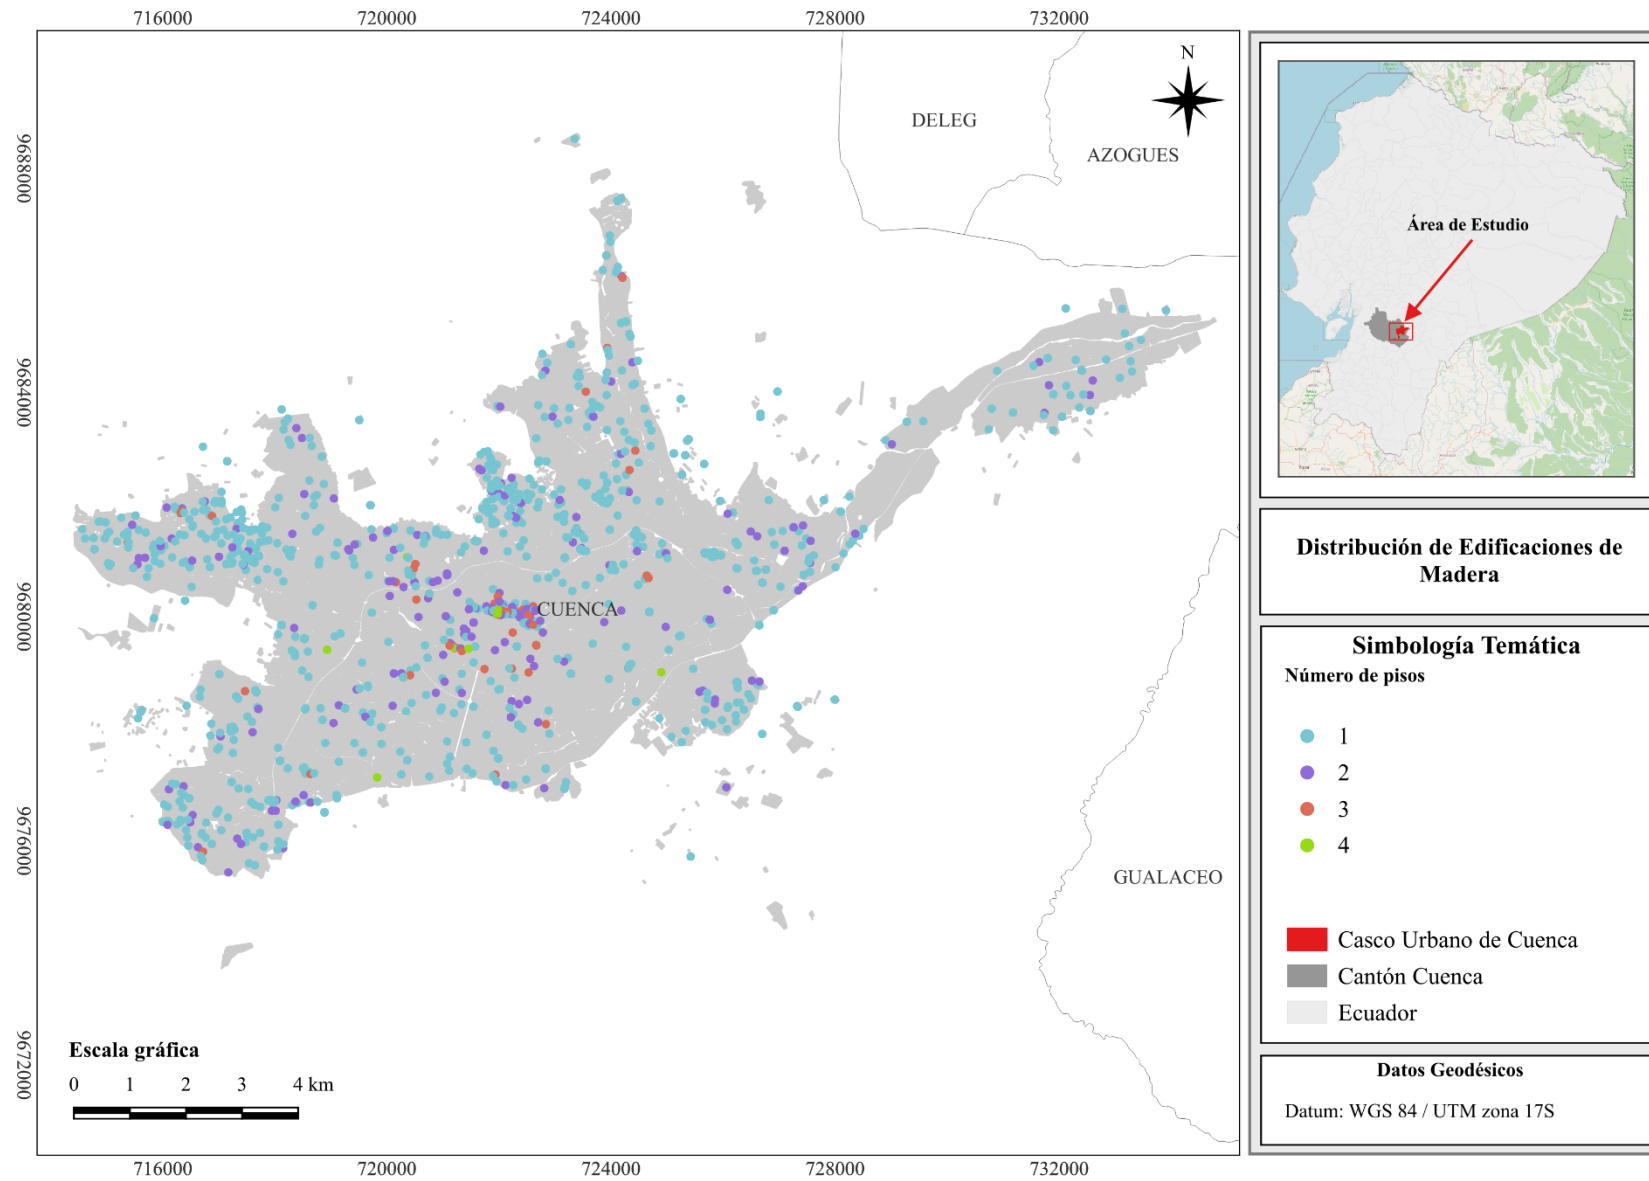 716000
720000
724000
728000
732000
N
DELEG
AZOGUES
9688000
9684000
9680000
9676000
9672000
CUENCA
GUALACEO
Escala gráfica
0 1 2 3 4 km
716000
720000
724000
728000
732000
Área de Estudio
Distribución de Edificaciones de
Madera
Simbología Temática
Número de pisos
1
2
3
4
Casco Urbano de Cuenca
Cantón Cuenca
Ecuador
Datos Geodésicos
Datum: WGS 84 / UTM zona 17S